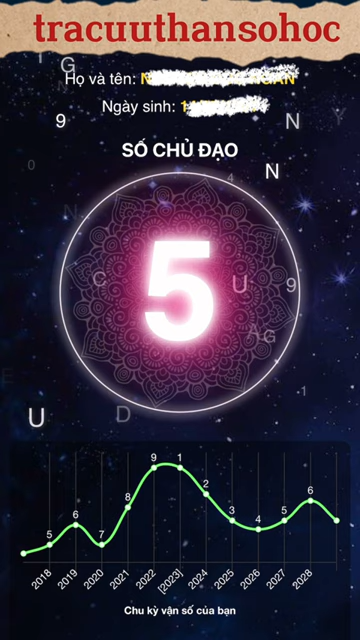 tracuuthansohoc
Họ và tên:
Ngày sinh:
SỐ CHỦ ĐẠO
5
9 1
8
2
6 6
5 3 5
7 4
2018 2019 2020 2021 2022 [2023] 2024 2025 2026 2027 2028
Chu kỳ vận số của bạn